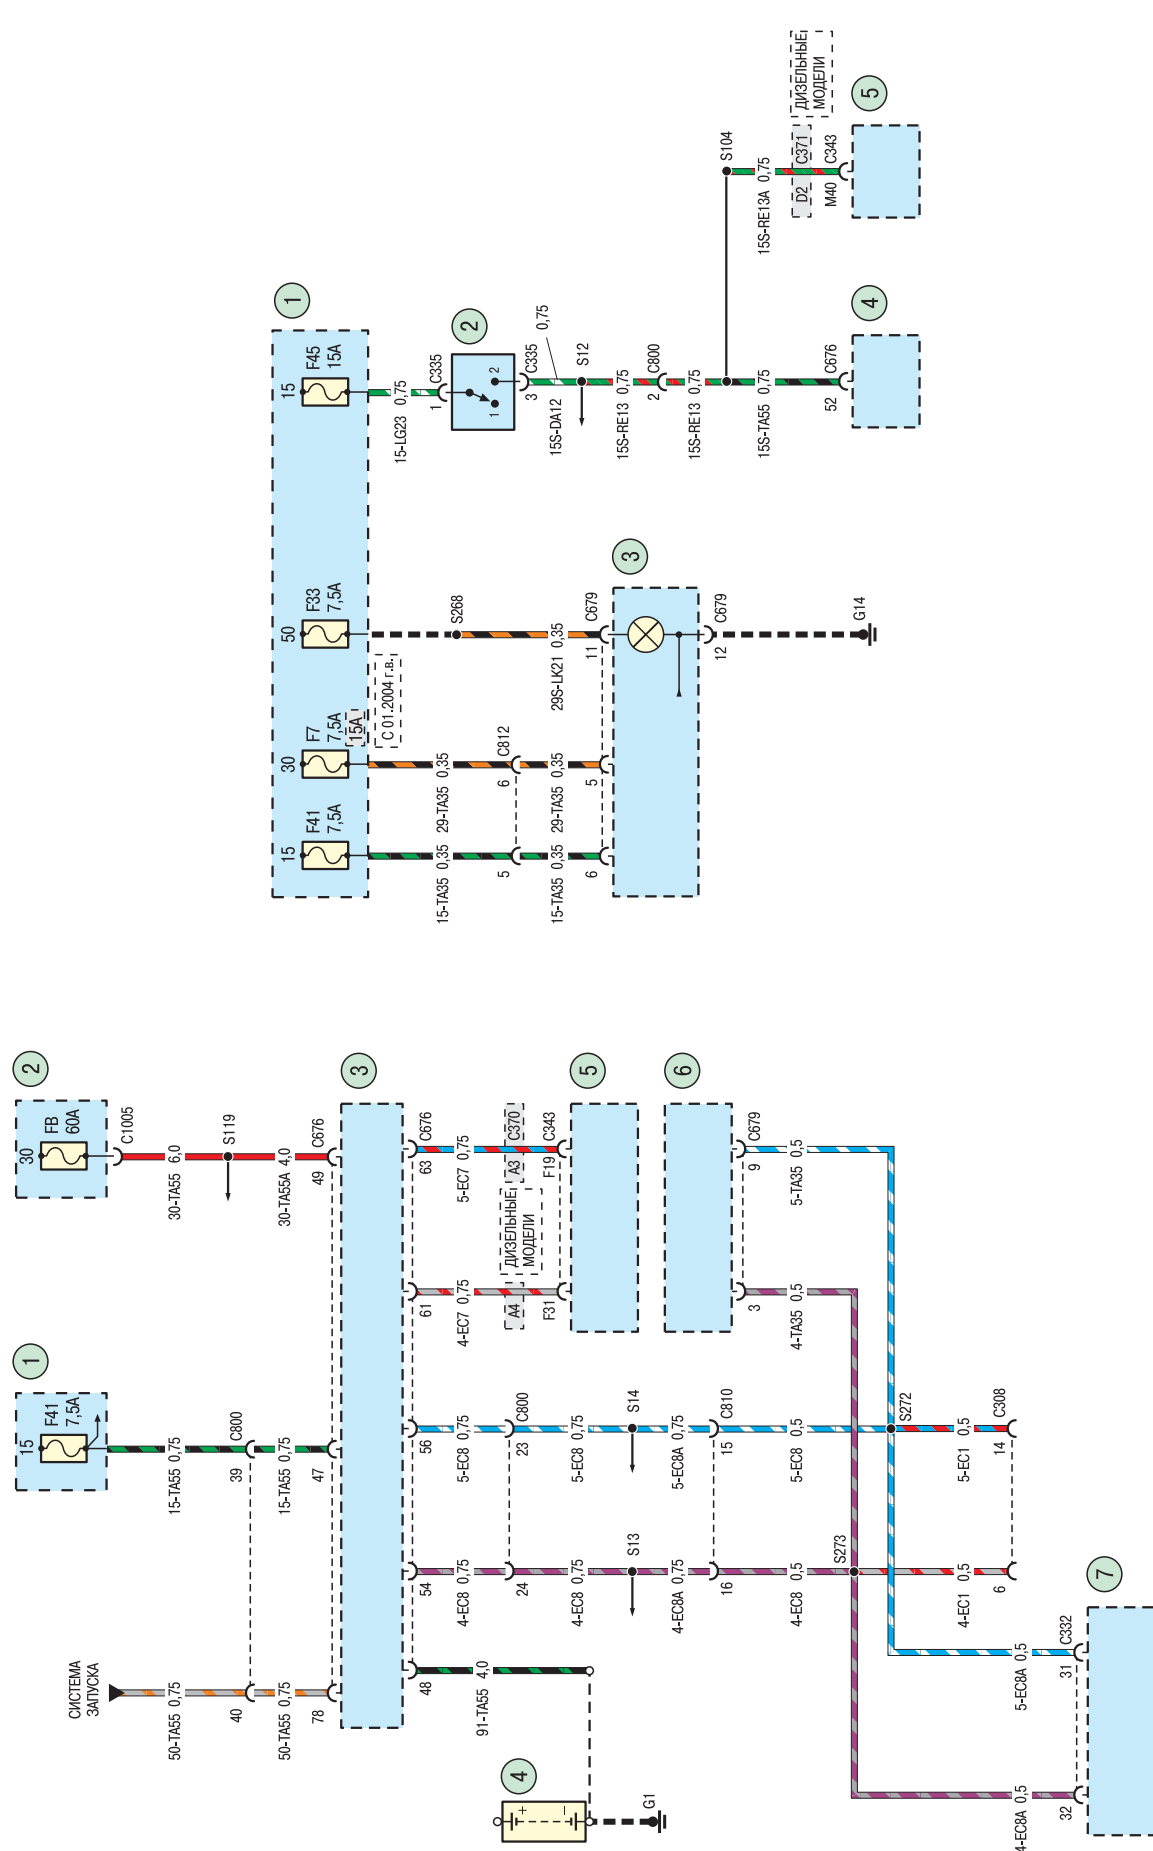 1
15
F41
7,5A
30
F7
7,5A
15A
С 01.2004 г.в.
50
F33
7,5A
15
F45
15A
15-TA35 0,35
29-TA35 0,35
5
6
C812
15-TA35 0,35
29-TA35 0,35
6
5
S268
29S-LK21 0,35
11
C679
3
12
C679
G14
15-LG23 0,75
1
C335
2
1
2
3
C335
15S-DA12
0,75
S12
15S-RE13 0,75
2
C800
15S-RE13 0,75
15S-TA55 0,75
52
C676
4
S104
15S-RE13A 0,75
D2
C371
ДИЗЕЛЬНЫЕ
МОДЕЛИ
M40
C343
5
СИСТЕМА
ЗАПУСКА
1
15
F41
7,5A
2
30
FB
60A
C1005
50-TA55 0,75
15-TA55 0,75
30-TA55 6,0
40
39
C800
S119
50-TA55 0,75
15-TA55 0,75
30-TA55A 4,0
78
47
49
C676
3
48
54
56
61
63
C676
91-TA55 4,0
4-EC8 0,75
5-EC8 0,75
4-EC7 0,75
5-EC7 0,75
4
+
−
G1
24
23
C800
A4
ДИЗЕЛЬНЫЕ
МОДЕЛИ
A3
C370
F31
F19
C343
5
4-EC8 0,75
5-EC8 0,75
S13
S14
4-EC8A 0,75
5-EC8A 0,75
6
16
15
C810
3
9
C679
4-EC8 0,5
5-EC8 0,5
4-TA35 0,5
5-TA35 0,5
S273
S272
4-EC1 0,5
5-EC1 0,5
6
14
C308
4-EC8A 0,5
5-EC8A 0,5
32
31
C332
7